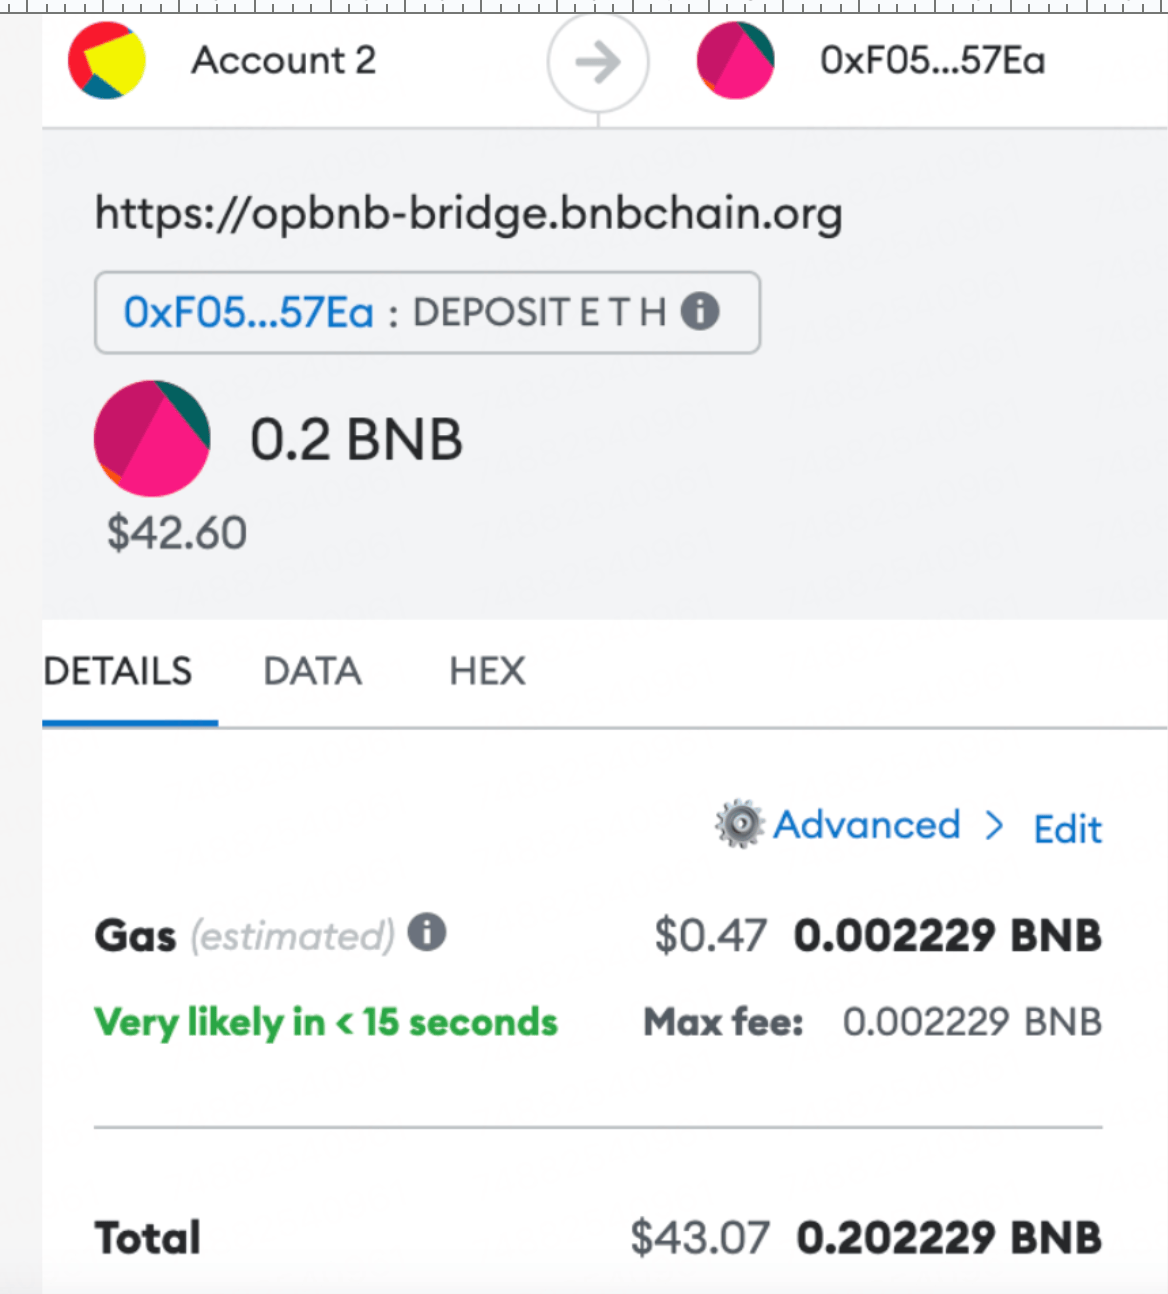 Account 2
0xF05...57Ea
https://opbnb-bridge.bnbchain.org
0xF05...57Ea : DEPOSIT E T H
0.2 BNB
$42.60
DETAILS DATA HEX
Advanced > Edit
Gas (estimated) $0.47 0.002229 BNB
Very likely in < 15 seconds Max fee: 0.002229 BNB
Total $43.07 0.202229 BNB